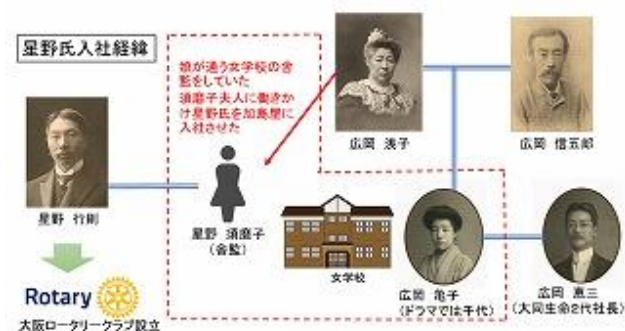 星野氏入社経緯
娘が通う女学校の舎
監をしていた
須磨子夫人に働きか
け星野氏を加島屋に
入社させた
広岡 浅子
広岡 信五郎
星野 行則
星野 須磨子
(舎監)
女学校
広岡 亀子
(ドラマでは千代)
広岡 恵三
(大同生命2代社長)
Rotary
大阪ロータリークラブ設立